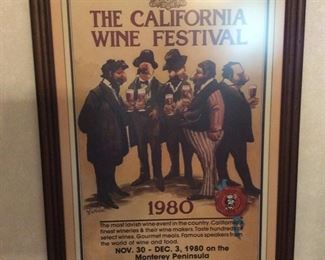 THE CALIFORNIA
WINE FESTIVAL
1980
The most lavish wine event in the country. California's
finest wineries & their wine makers. Taste hundreds
select wines. Gourmet meals. Famous speakers from
the world of wine and food.
NOV. 30 - DEC. 3, 1980 on the
Monterey Peninsula